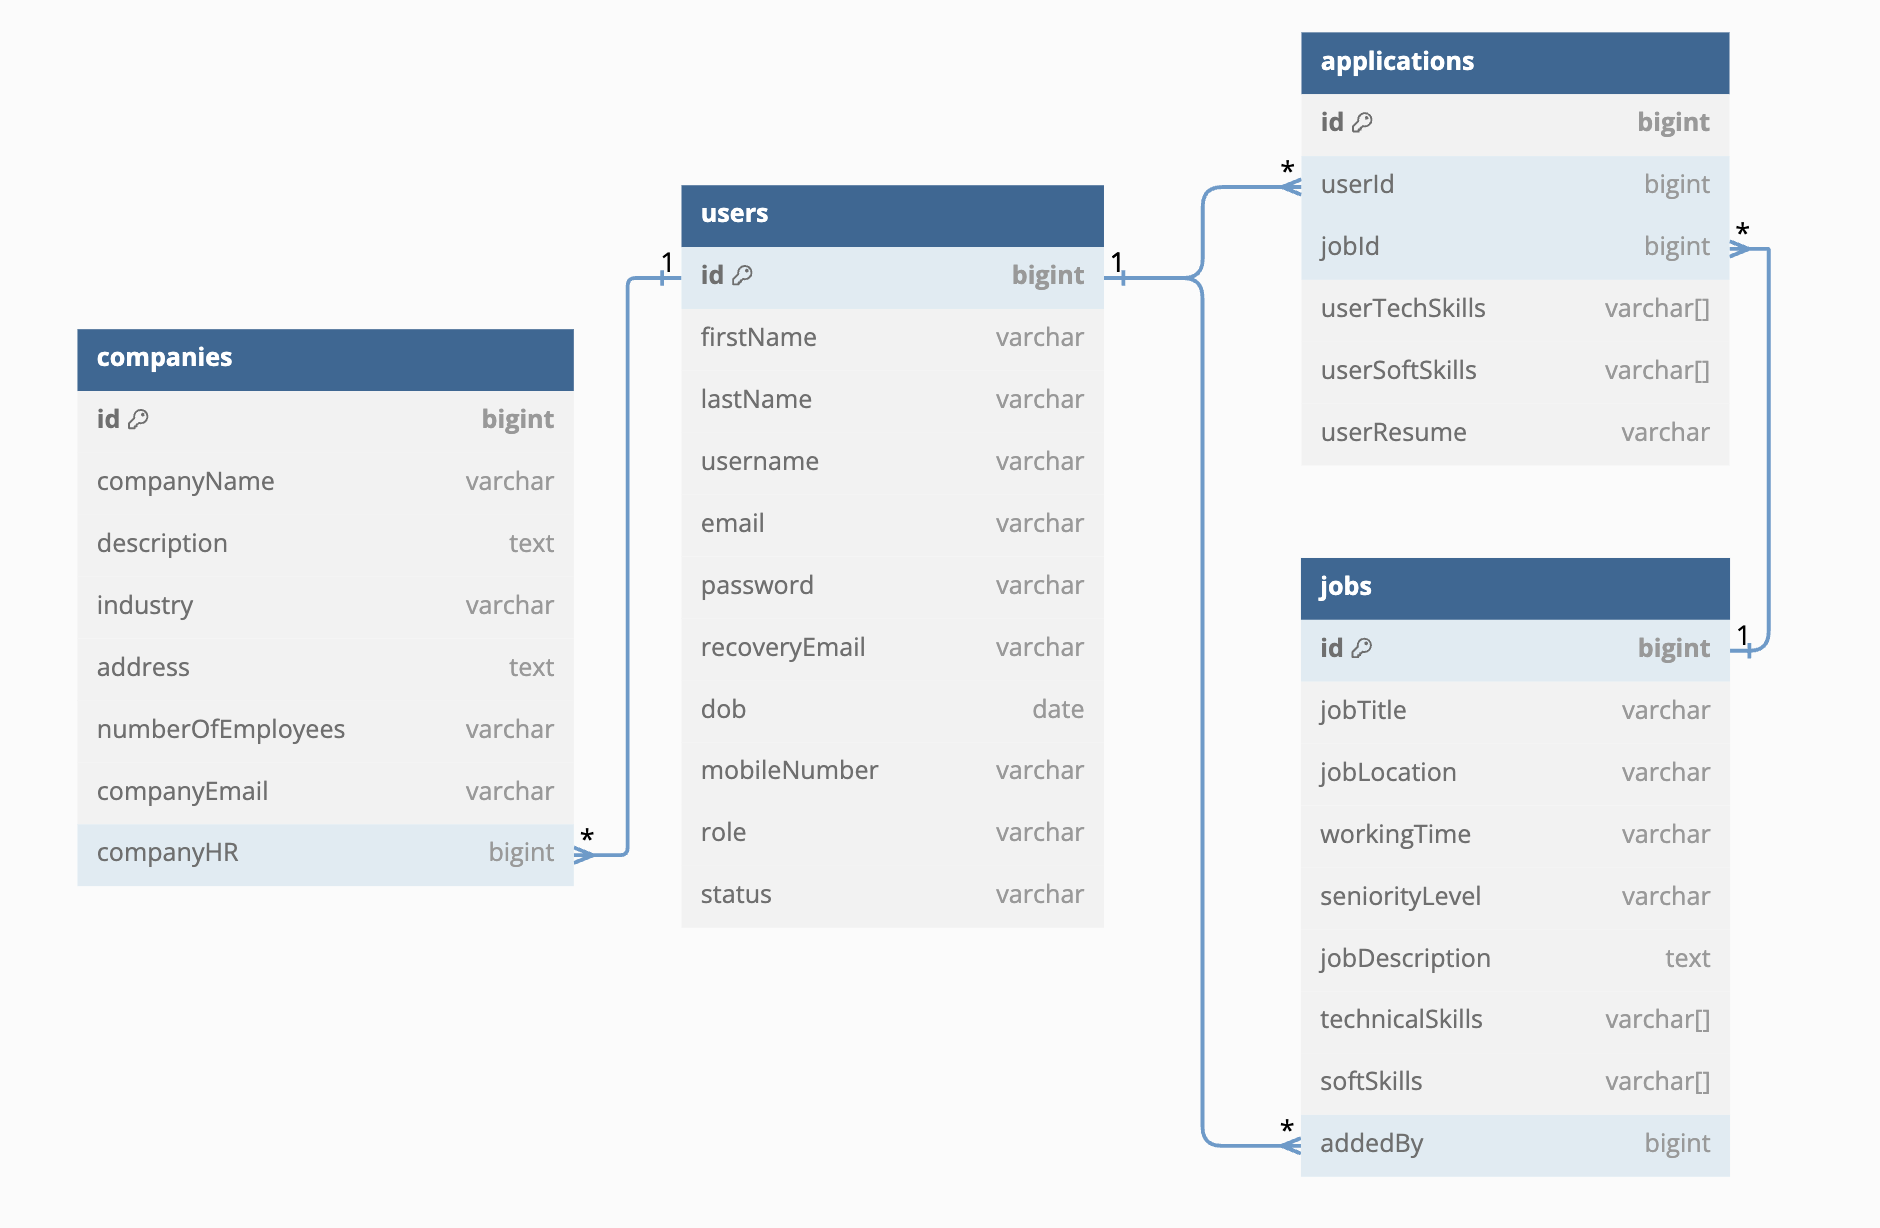 companies
id bigint
companyName varchar
description text
industry varchar
address text
numberOfEmployees varchar
companyEmail varchar
companyHR bigint
*
1
users
id bigint
firstName varchar
lastName varchar
username varchar
email varchar
password varchar
recoveryEmail varchar
dob date
mobileNumber varchar
role varchar
status varchar
1
*
*
applications
id bigint
userId bigint
jobId bigint
userTechSkills varchar[]
userSoftSkills varchar[]
userResume varchar
*
1
jobs
id bigint
jobTitle varchar
jobLocation varchar
workingTime varchar
seniorityLevel varchar
jobDescription text
technicalSkills varchar[]
softSkills varchar[]
addedBy bigint